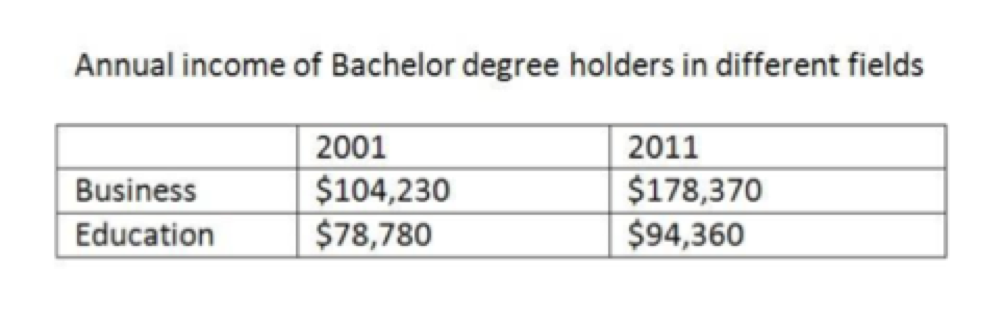 Annual income of Bachelor degree holders in different fields
2001 2011
Business $104,230 $178,370
Education $78,780 $94,360